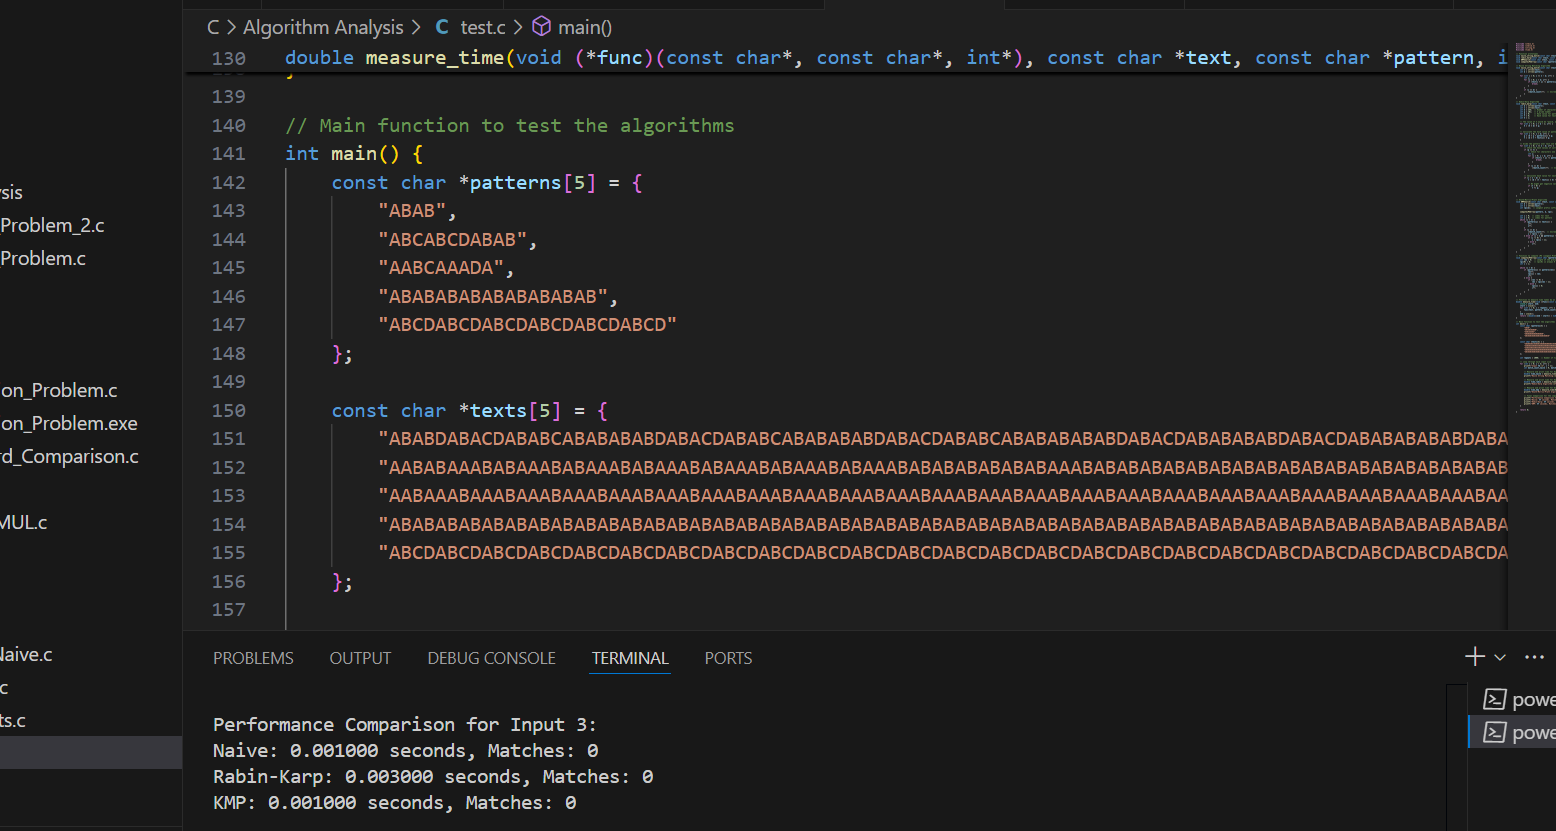 C > Algorithm Analysis > C test.c > main()
130 double measure_time(void (*func)(const char*, const char*, int*), const char *text, const char *pattern, i
139
140 // Main function to test the algorithms
141 int main() {
142 const char *patterns[5] = {
143 "ABAB",
144 "ABCABCDABAB",
145 "AABCAAADA",
146 "ABABABABABABABABAB",
147 "ABCDABCDABCDABCDABCDABCD"
148 };
149
150 const char *texts[5] = {
151 "ABABDABACDABABCABABABABDABACDABABCABABABABDABACDABABCABABABABABDABACDABABABABDABACDABABABABABDABA
152 "AABABAAABABAAABABAAABABAAABABAAABABAAABABAAABABABABABABABAAABABABABABABABABABABABABABABABABABABAB
153 "AABAAABAAABAAABAAABAAABAAABAAABAAABAAABAAABAAABAAABAAABAAABAAABAAABAAABAAABAAABAAABAAABAAABAAABAA
154 "ABABABABABABABABABABABABABABABABABABABABABABABABABABABABABABABABABABABABABABABABABABABABABABABABA
155 "ABCDABCDABCDABCDABCDABCDABCDABCDABCDABCDABCDABCDABCDABCDABCDABCDABCDABCDABCDABCDABCDABCDABCDABCDA
156 };
157
sis
Problem_2.c
Problem.c
on_Problem.c
on_Problem.exe
rd_Comparison.c
MUL.c
Naive.c
c
ts.c
PROBLEMS OUTPUT DEBUG CONSOLE TERMINAL PORTS
Performance Comparison for Input 3:
Naive: 0.001000 seconds, Matches: 0
Rabin-Karp: 0.003000 seconds, Matches: 0
KMP: 0.001000 seconds, Matches: 0
powe
powe